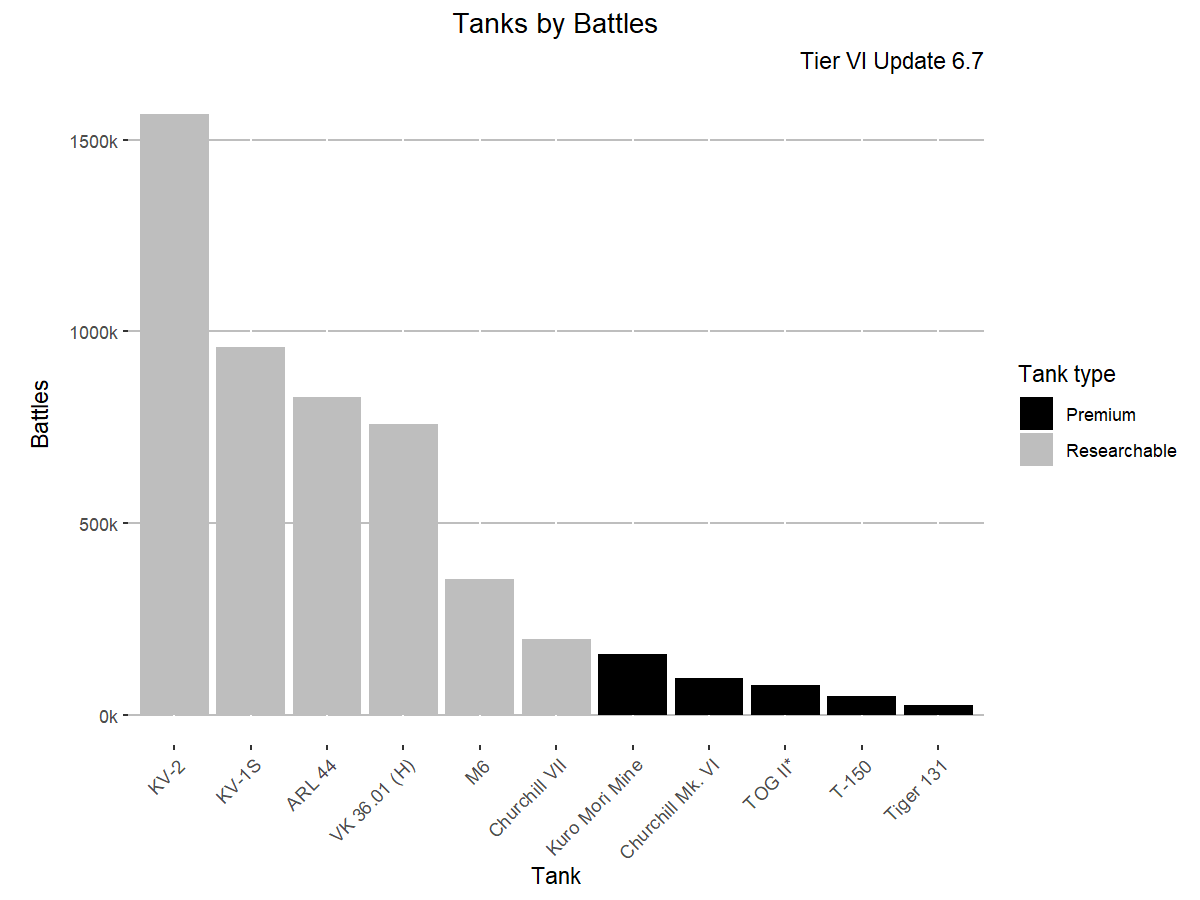 Tanks by Battles
Tier VI Update 6.7
1500k
1000k
500k
0k
Battles
KV-2
KV-1S
ARL 44
VK 36.01 (H)
M6
Churchill VII
Kuro Mori Mine
Churchill Mk. VI
TOG II*
T-150
Tiger 131
Tank
Tank type
Premium
Researchable